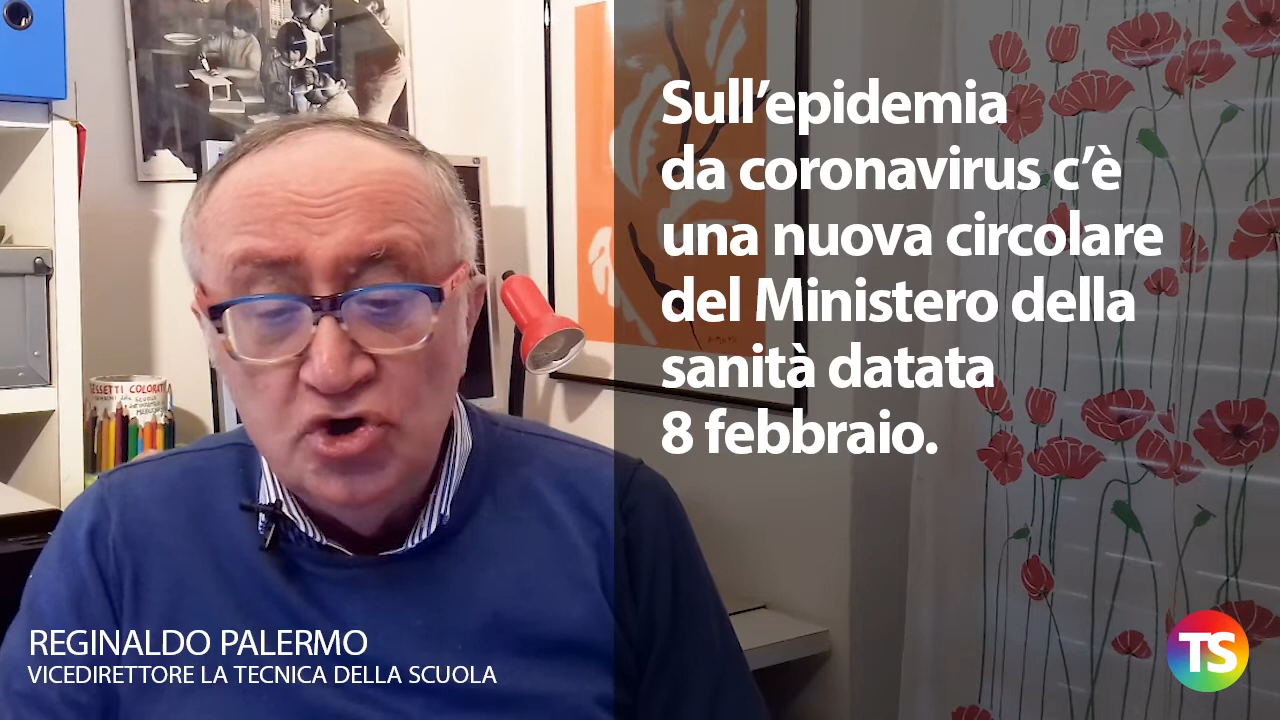 Sull’epidemia
da coronavirus c’è
una nuova circolare
del Ministero della
sanità datata
8 febbraio.
REGINALDO PALERMO
VICEDIRETTORE LA TECNICA DELLA SCUOLA
TS